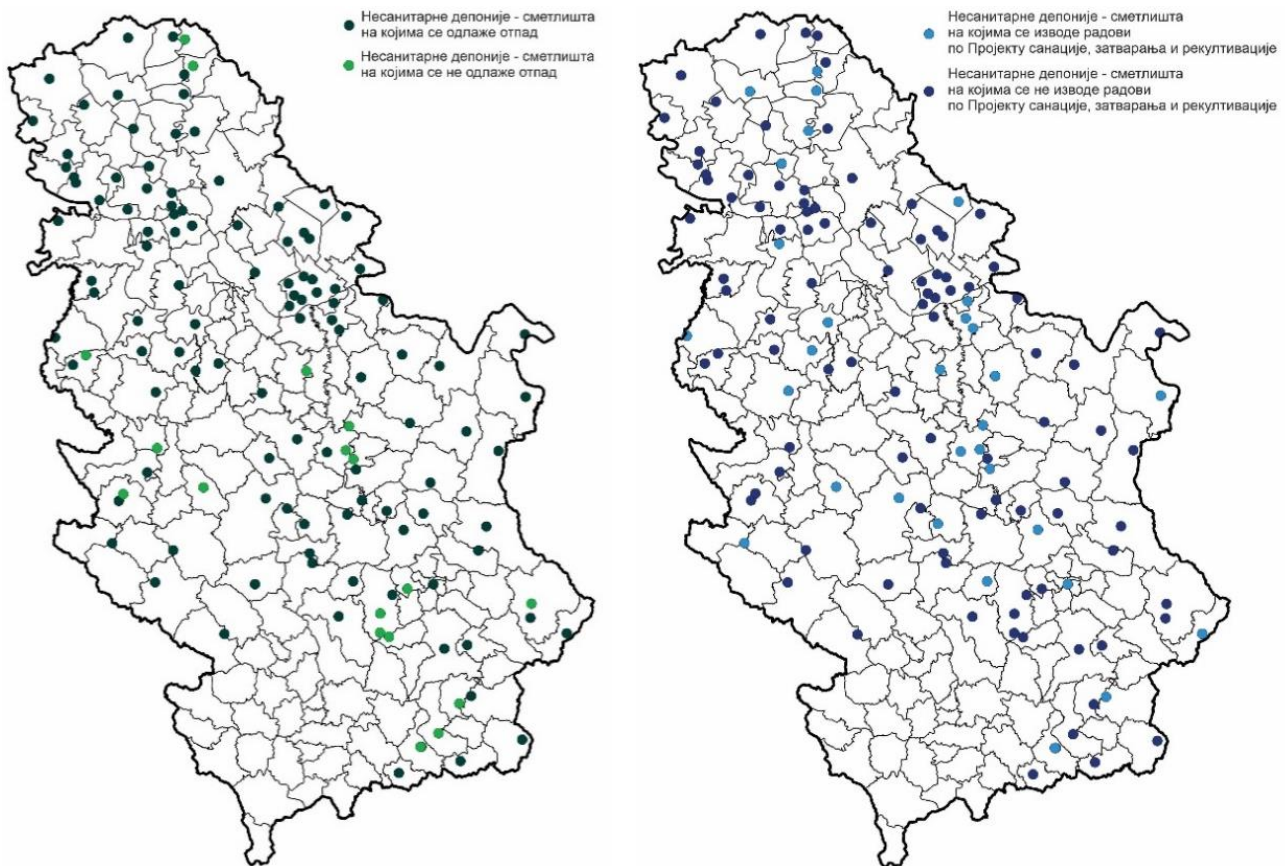 Несанитарне депоније - сметлишта
на којима се одлаже отпад
Несанитарне депоније - сметлишта
на којима се не одлаже отпад
Несанитарне депоније - сметлишта
на којима се изводе радови
по Пројекту санације, затварања и рекултивације
Несанитарне депоније - сметлишта
на којима се не изводе радови
по Пројекту санације, затварања и рекултивације